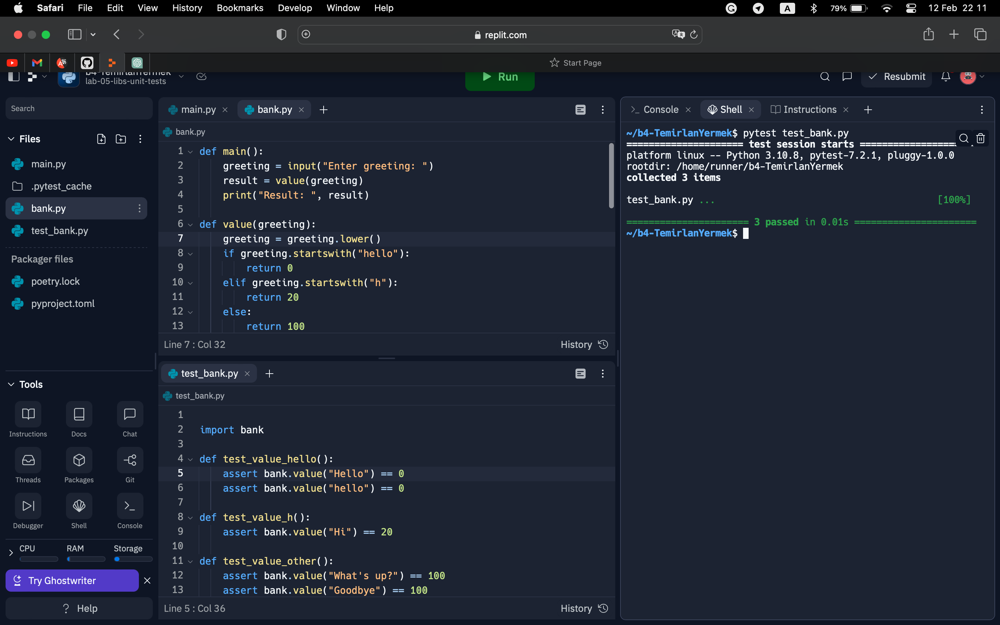 Safari File Edit View History Bookmarks Develop Window Help
A 79% 12 Feb 22 11
replit.com
Start Page
b4-TemirlanYermek
lab-05-libs-unit-tests
Run
Resubmit
Search
Files
main.py
.pytest_cache
bank.py
test_bank.py
Packager files
poetry.lock
pyproject.toml
Tools
Instructions Docs Chat
Threads Packages Git
Debugger Shell Console
CPU RAM Storage
Try Ghostwriter
? Help
main.py bank.py
bank.py
1 def main():
2 greeting = input("Enter greeting: ")
3 result = value(greeting)
4 print("Result: ", result)
5
6 def value(greeting):
7 greeting = greeting.lower()
8 if greeting.startswith("hello"):
9 return 0
10 elif greeting.startswith("h"):
11 return 20
12 else:
13 return 100
Line 7 : Col 32 History
test_bank.py
test_bank.py
1
2 import bank
3
4 def test_value_hello():
5 assert bank.value("Hello") == 0
6 assert bank.value("hello") == 0
7
8 def test_value_h():
9 assert bank.value("Hi") == 20
10
11 def test_value_other():
12 assert bank.value("What's up?") == 100
13 assert bank.value("Goodbye") == 100
Line 5 : Col 36 History
Console Shell Instructions
~/b4-TemirlanYermek$ pytest test_bank.py
===================== test session starts ==================
platform linux -- Python 3.10.8, pytest-7.2.1, pluggy-1.0.0
rootdir: /home/runner/b4-TemirlanYermek
collected 3 items
test_bank.py ... [100%]
====================== 3 passed in 0.01s ======================
~/b4-TemirlanYermek$